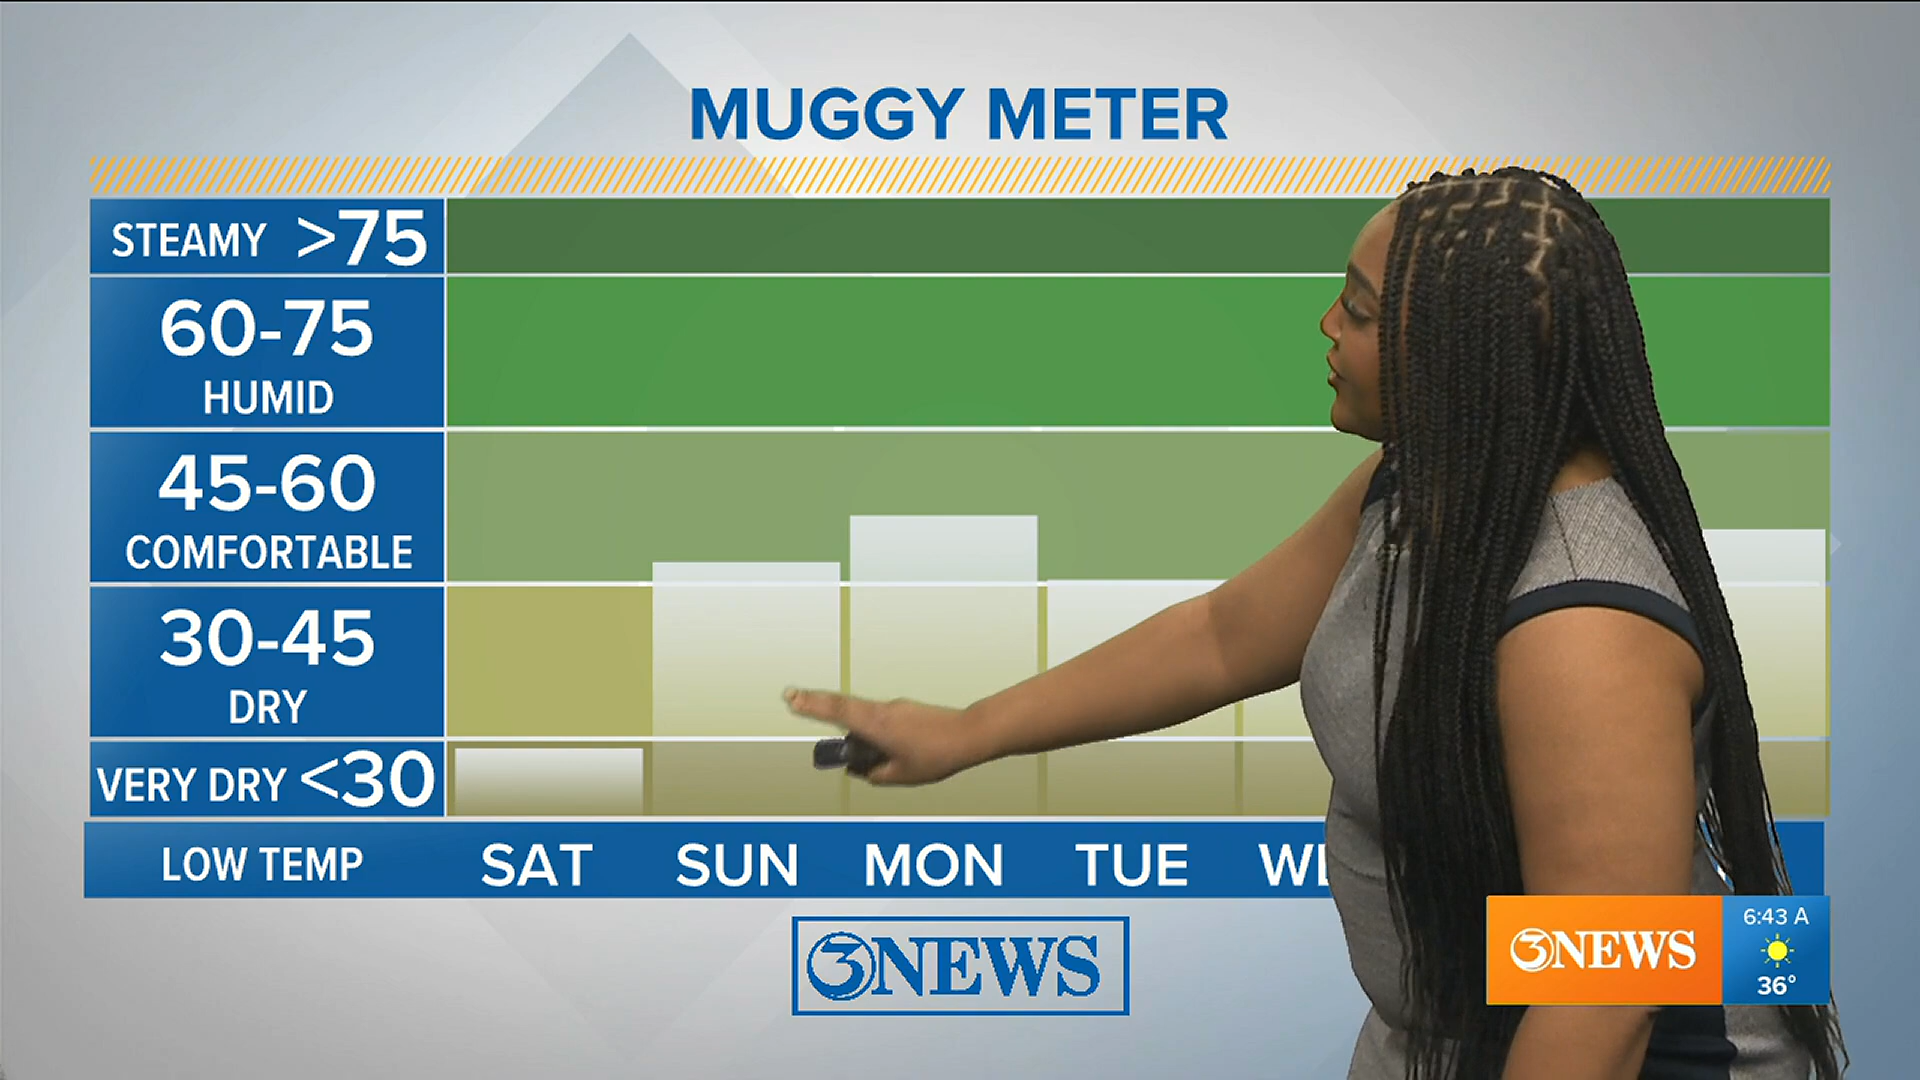 MUGGY METER
STEAMY >75
60-75
HUMID
45-60
COMFORTABLE
30-45
DRY
VERY DRY <30
LOW TEMP SAT SUN MON TUE
3NEWS
3NEWS
6:43 A
36°